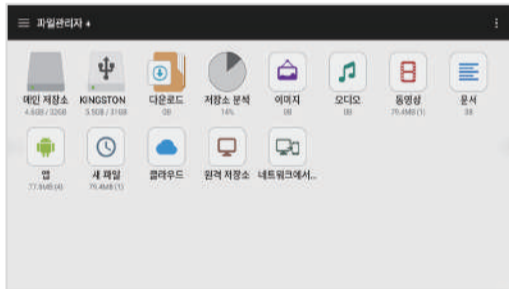 파일관리자 +
메인 저장소 KINGSTON 다운로드 저장소 분석 이미지 오디오 동영상 문서
4.6GB / 32GB 3.5GB / 31GB 0B 14% 0B 0B 79.4MB (1) 0B
앱 새 파일 클라우드 원격 저장소 네트워크에서...
77.8MB (4) 79.4MB (1)